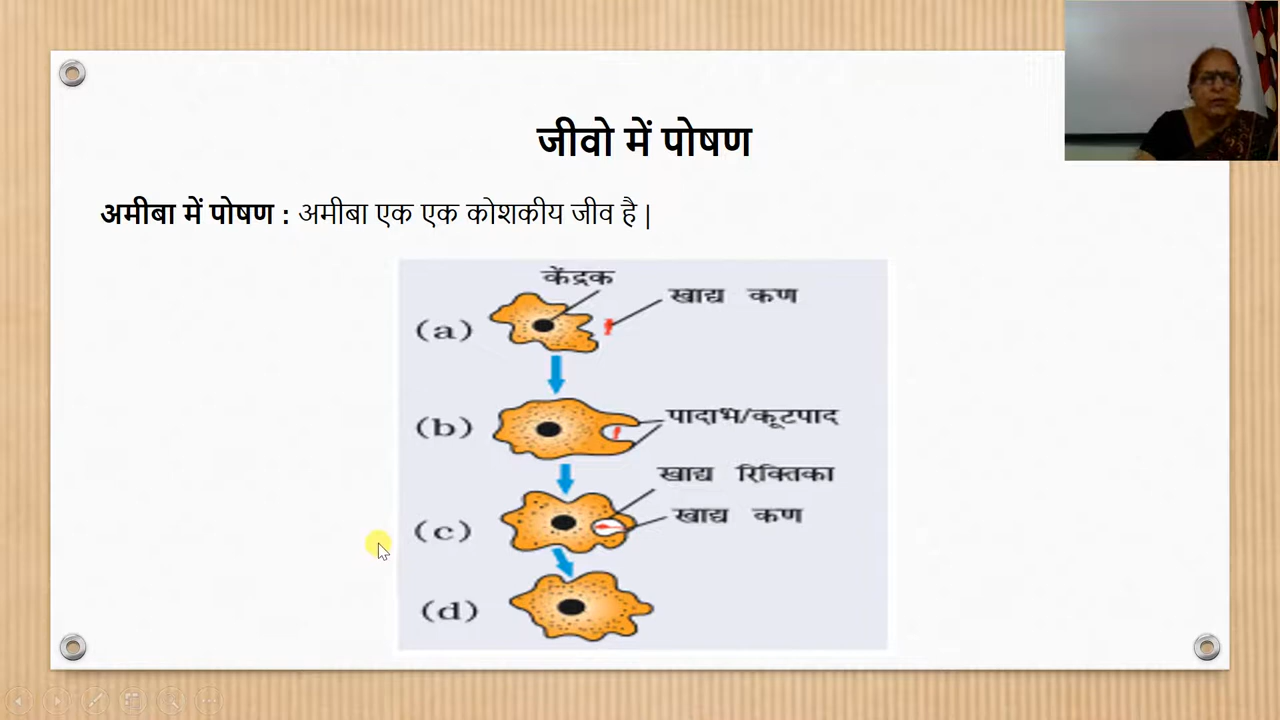 जीवो में पोषण
अमीबा में पोषण : अमीबा एक एक कोशकीय जीव है |
केंद्रक
खाद्य कण
(a)
(b)
पादाभ/कूटपाद
खाद्य रिक्तिका
(c)
खाद्य कण
(d)